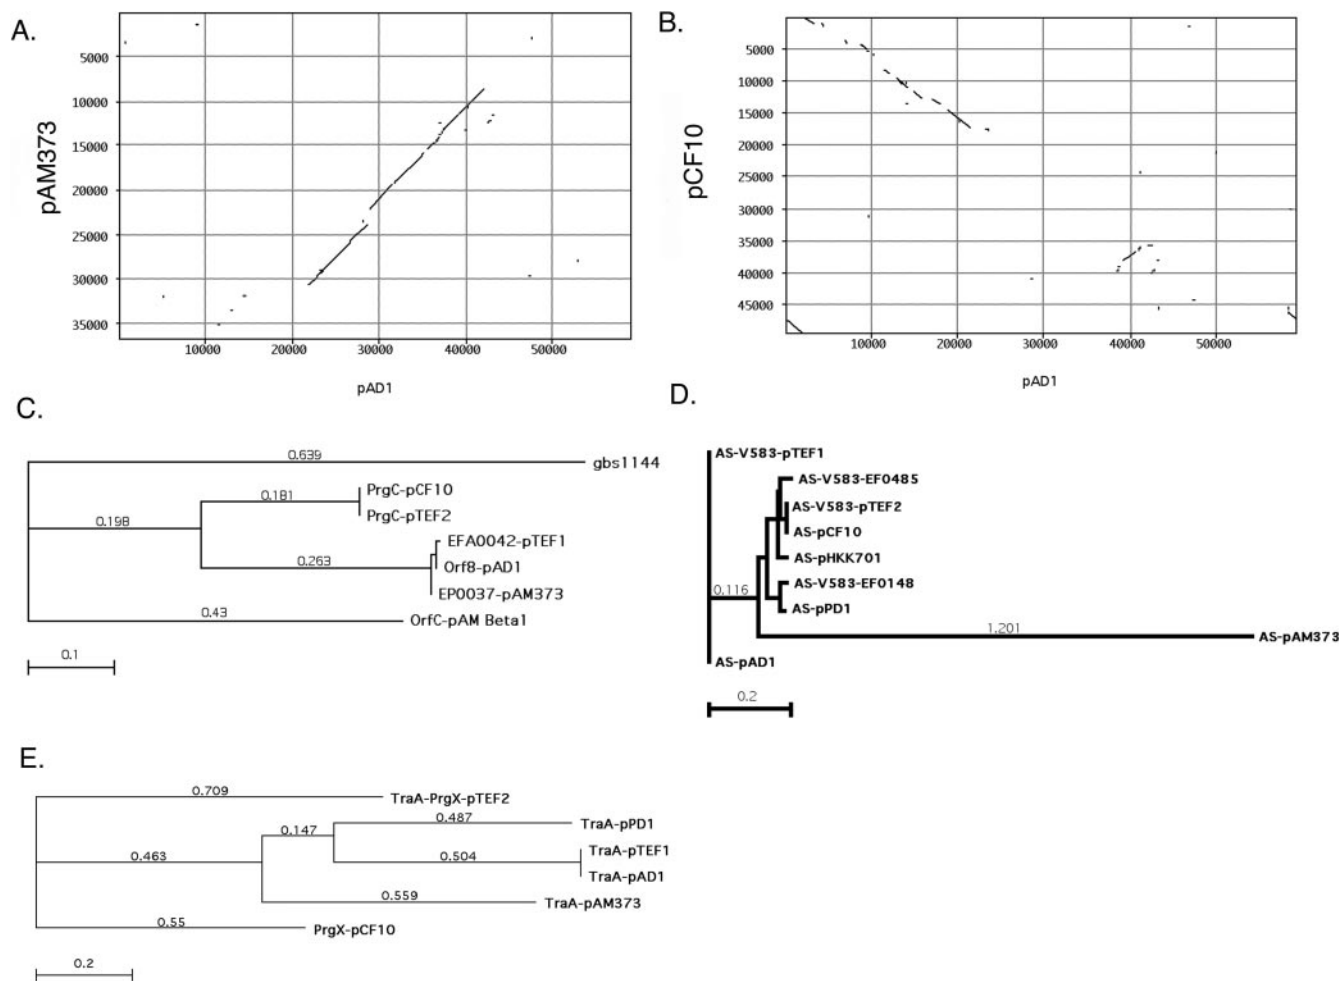 A.
pAM373
5000
10000
15000
20000
25000
30000
35000
10000
20000
30000
40000
50000
pAD1
B.
pCF10
5000
10000
15000
20000
25000
30000
35000
40000
45000
10000
20000
30000
40000
50000
pAD1
C.
0.639
gbs1144
0.181
PrgC-pCF10
PrgC-pTEF2
0.198
EFA0042-pTEF1
0.263
Orf8-pAD1
EP0037-pAM373
0.43
OrfC-pAM Beta1
0.1
D.
AS-V583-pTEF1
AS-V583-EF0485
AS-V583-pTEF2
AS-pCF10
AS-pHKK701
AS-V583-EF0148
0.116
AS-pPD1
1.201
AS-pAM373
AS-pAD1
0.2
E.
0.709
TraA-PrgX-pTEF2
0.487
TraA-pPD1
0.147
TraA-pTEF1
0.463
0.504
TraA-pAD1
0.559
TraA-pAM373
0.55
PrgX-pCF10
0.2